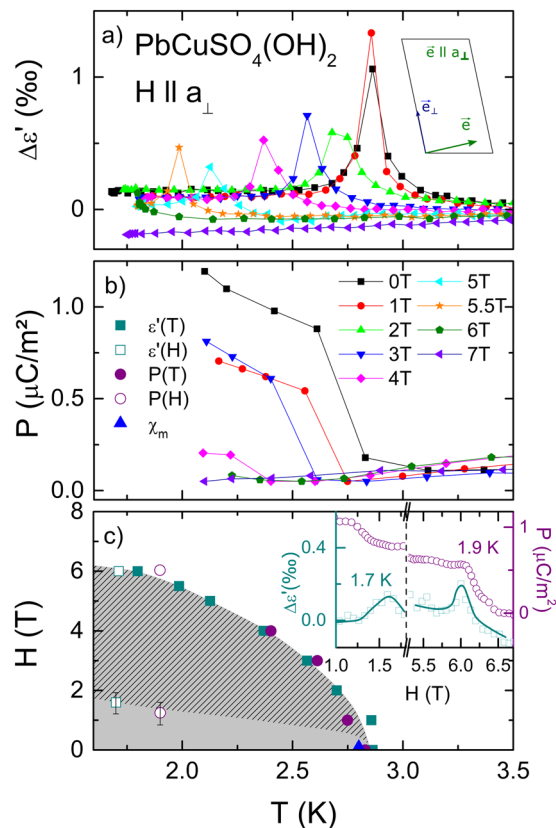 a) PbCuSO₄(OH)₂
H || a⊥
e⃗ || a⊥
e⃗⊥
e⃗
Δε' (‰)
1
0
b)
0T
1T
2T
3T
4T
5T
5.5T
6T
7T
ε'(T)
ε'(H)
P(T)
P(H)
χₘ
P (μC/m²)
1.0
0.5
0.0
c)
H (T)
8
6
4
2
0
Δε'(‰)
0.4
0.0
1.7 K
1.9 K
P (μC/m²)
1
0
1.0 1.5 5.5 6.0 6.5
H (T)
2.0 2.5 3.0 3.5
T (K)